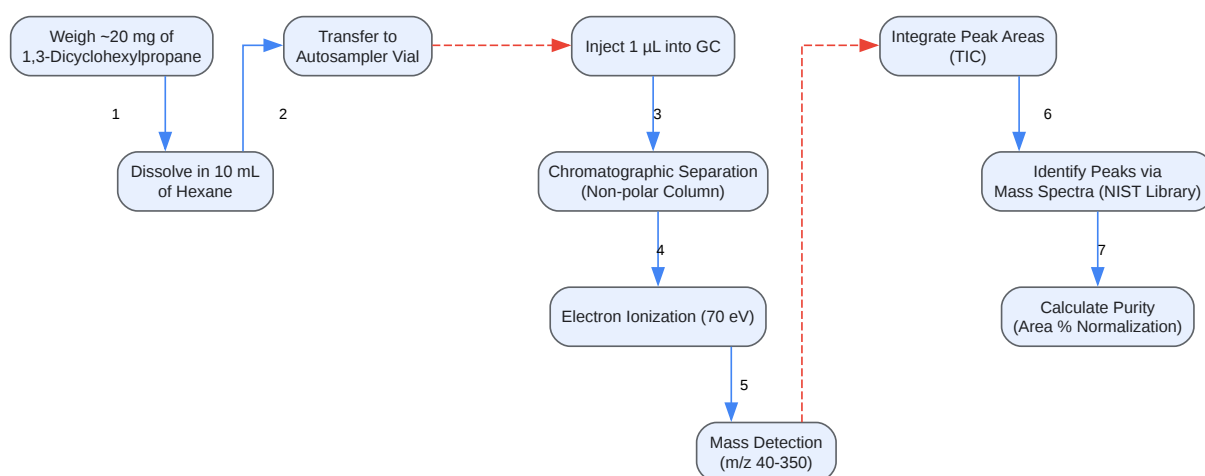 Weigh ~20 mg of
1,3-Dicyclohexylpropane
1
Dissolve in 10 mL
of Hexane
2
Transfer to
Autosampler Vial
Inject 1 µL into GC
3
Chromatographic Separation
(Non-polar Column)
4
Electron Ionization (70 eV)
5
Mass Detection
(m/z 40-350)
Integrate Peak Areas
(TIC)
6
Identify Peaks via
Mass Spectra (NIST Library)
7
Calculate Purity
(Area % Normalization)